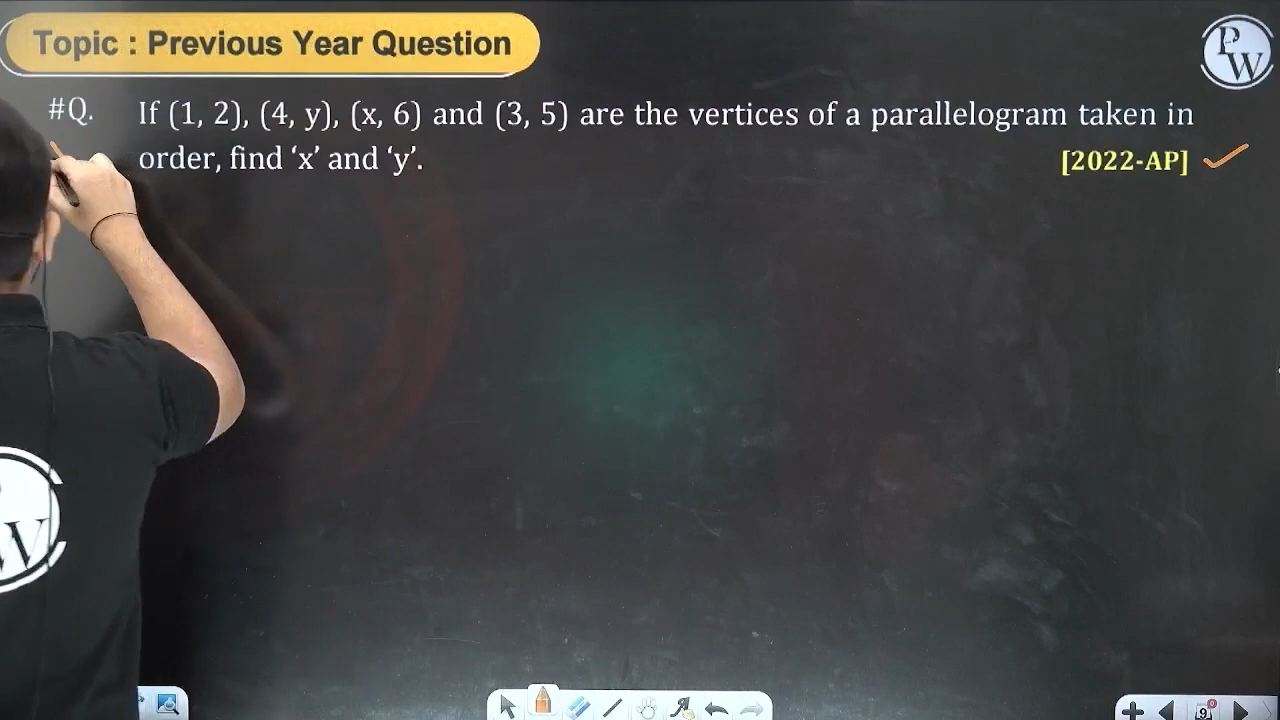 Topic : Previous Year Question
PW
#Q. If (1, 2), (4, y), (x, 6) and (3, 5) are the vertices of a parallelogram taken in
order, find ‘x’ and ‘y’.
[2022-AP]
W